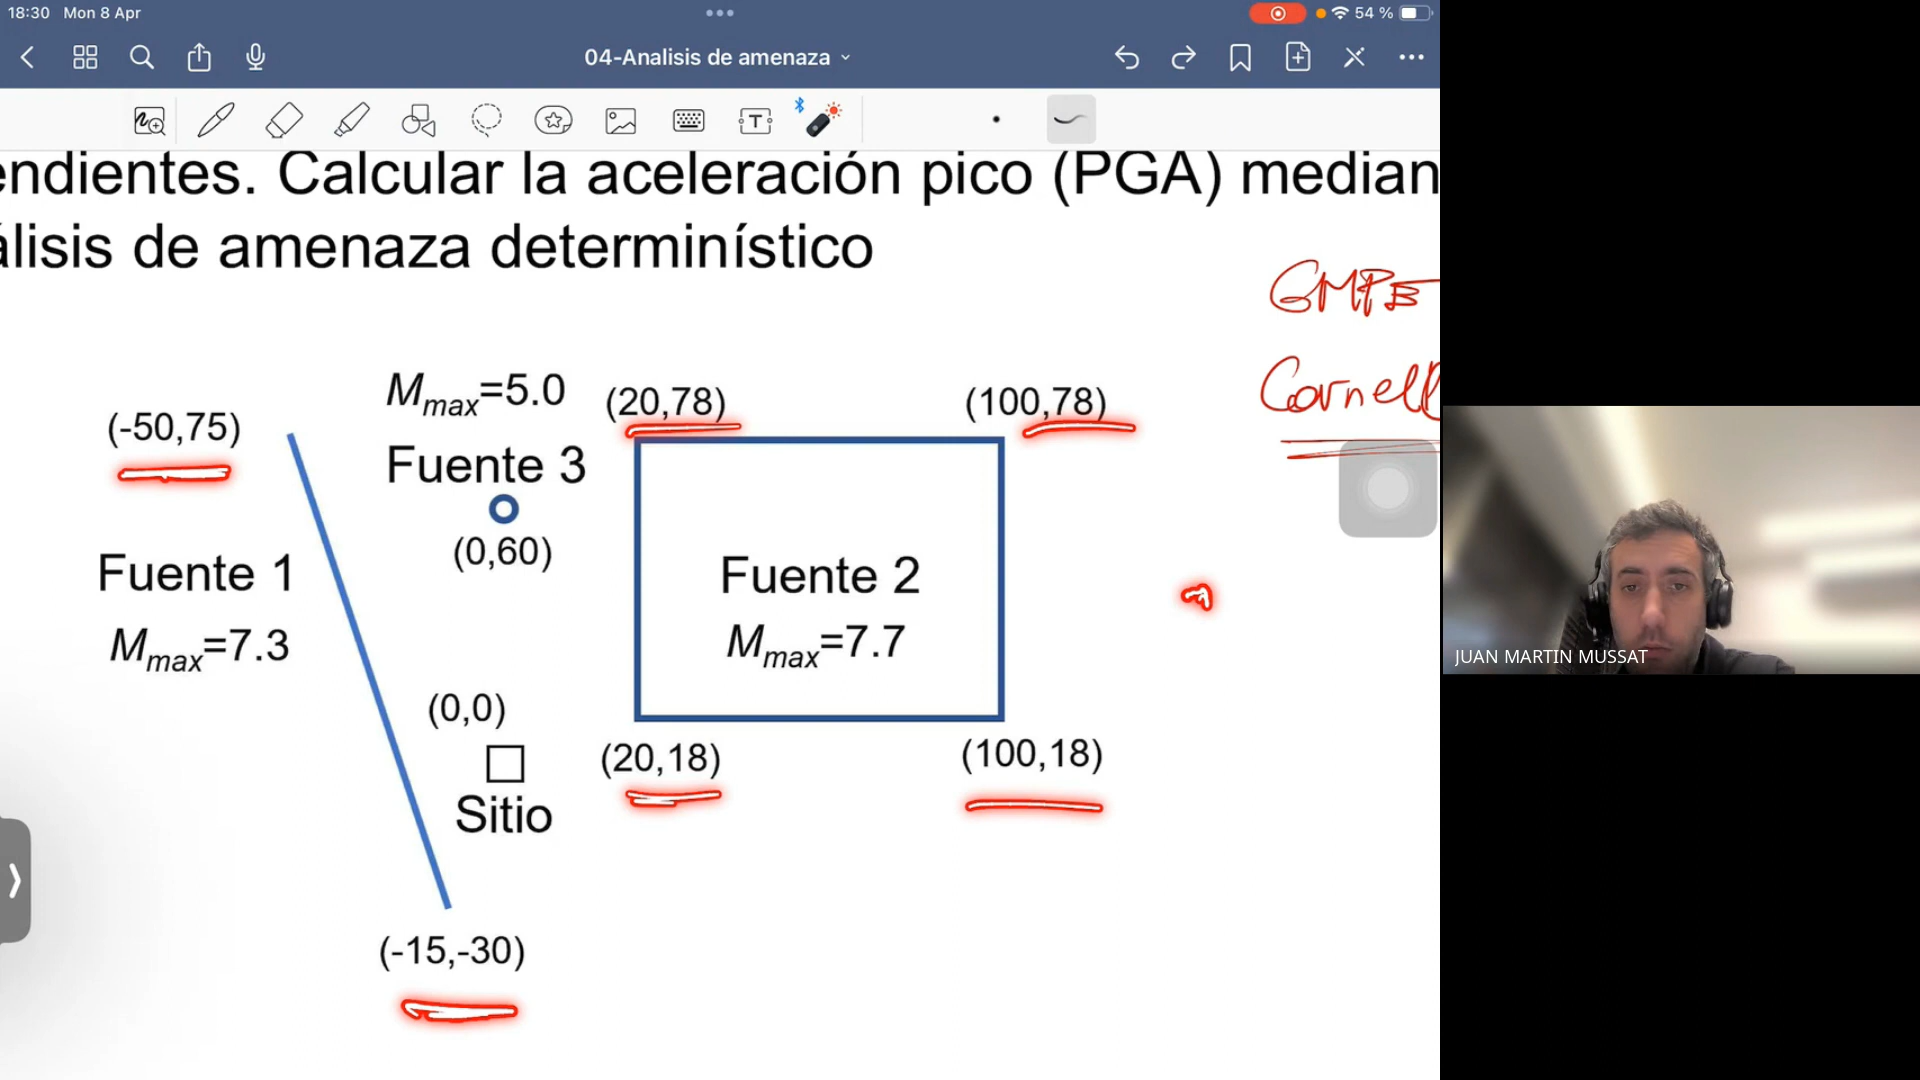 18:30 Mon 8 Apr
54 %
04-Analisis de amenaza
T
endientes. Calcular la aceleración pico (PGA) median
álisis de amenaza determinístico
GMPE
Cornell
Mmax=5.0
(20,78)
(100,78)
(-50,75)
Fuente 3
(0,60)
Fuente 1
Fuente 2
Mmax=7.3
Mmax=7.7
(0,0)
(20,18)
(100,18)
Sitio
(-15,-30)
JUAN MARTIN MUSSAT